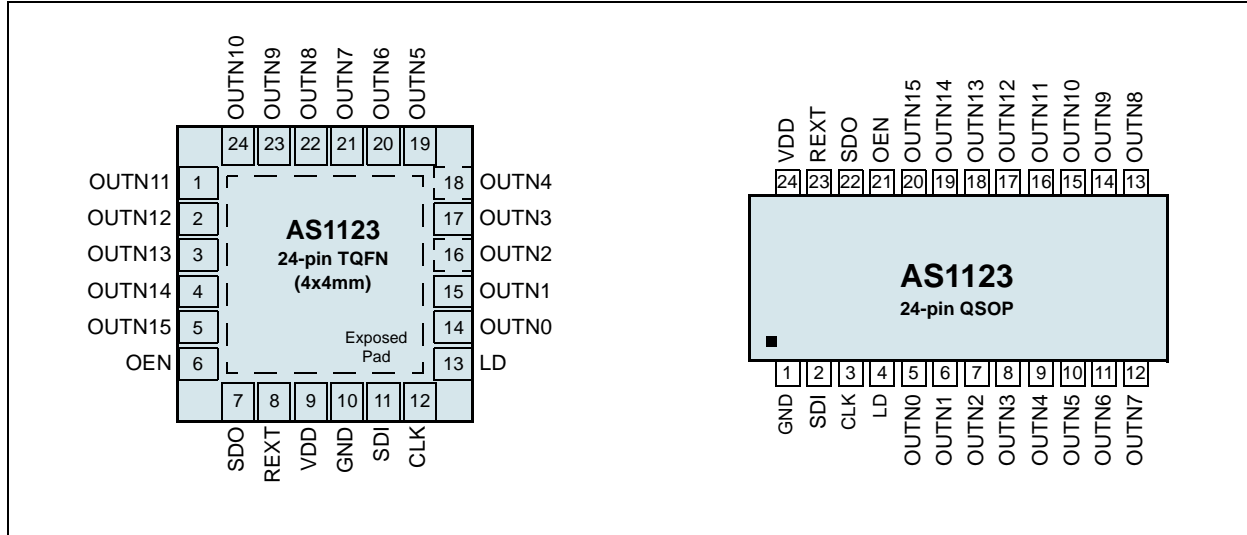 OUTN10
OUTN9
OUTN8
OUTN7
OUTN6
OUTN5
24
23
22
21
20
19
OUTN11
1
OUTN12
2
OUTN13
3
OUTN14
4
OUTN15
5
OEN
6
AS1123
24-pin TQFN
(4x4mm)
Exposed
Pad
18
OUTN4
17
OUTN3
16
OUTN2
15
OUTN1
14
OUTN0
13
LD
7
8
9
10
11
12
SDO
REXT
VDD
GND
SDI
CLK
VDD
REXT
SDO
OEN
OUTN15
OUTN14
OUTN13
OUTN12
OUTN11
OUTN10
OUTN9
OUTN8
24
23
22
21
20
19
18
17
16
15
14
13
AS1123
24-pin QSOP
1
2
3
4
5
6
7
8
9
10
11
12
GND
SDI
CLK
LD
OUTN0
OUTN1
OUTN2
OUTN3
OUTN4
OUTN5
OUTN6
OUTN7